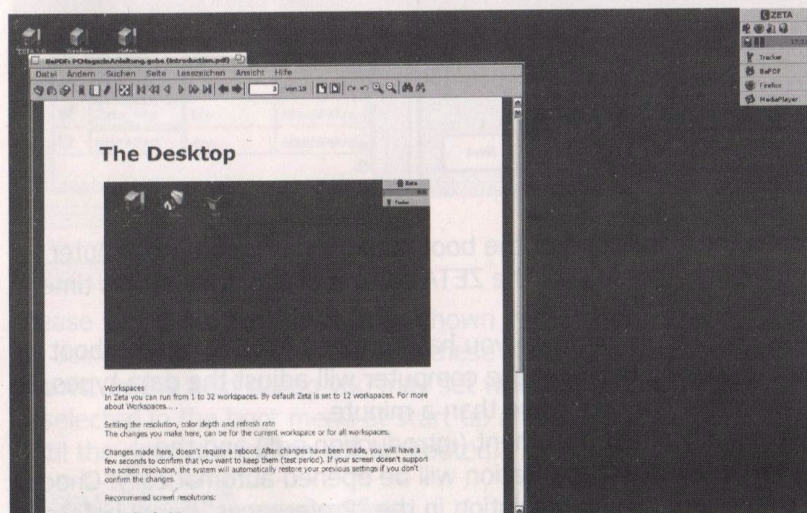 ZETA
BePDF: PCMagazinAnleitung.gobe (Introduction.pdf)
Datei Ändern Suchen Seite Lesezeichen Ansicht Hilfe
3 von 19
Tracker
BePDF
Firefox
MediaPlayer
The Desktop
Zeta
Tracker
Workspaces
In Zeta you can run from 1 to 32 workspaces. By default Zeta is set to 12 workspaces. For more
about Workspaces....
Setting the resolution, color depth and refresh rate
The changes you make here, can be for the current workspace or for all workspaces.
Changes made here, doesn't require a reboot. After changes have been made, you will have a
few seconds to confirm that you want to keep them (test period). If your screen doesn't support
the screen resolution, the system will automatically restore your previous settings if you don't
confirm the changes.
Recommened screen resolutions: